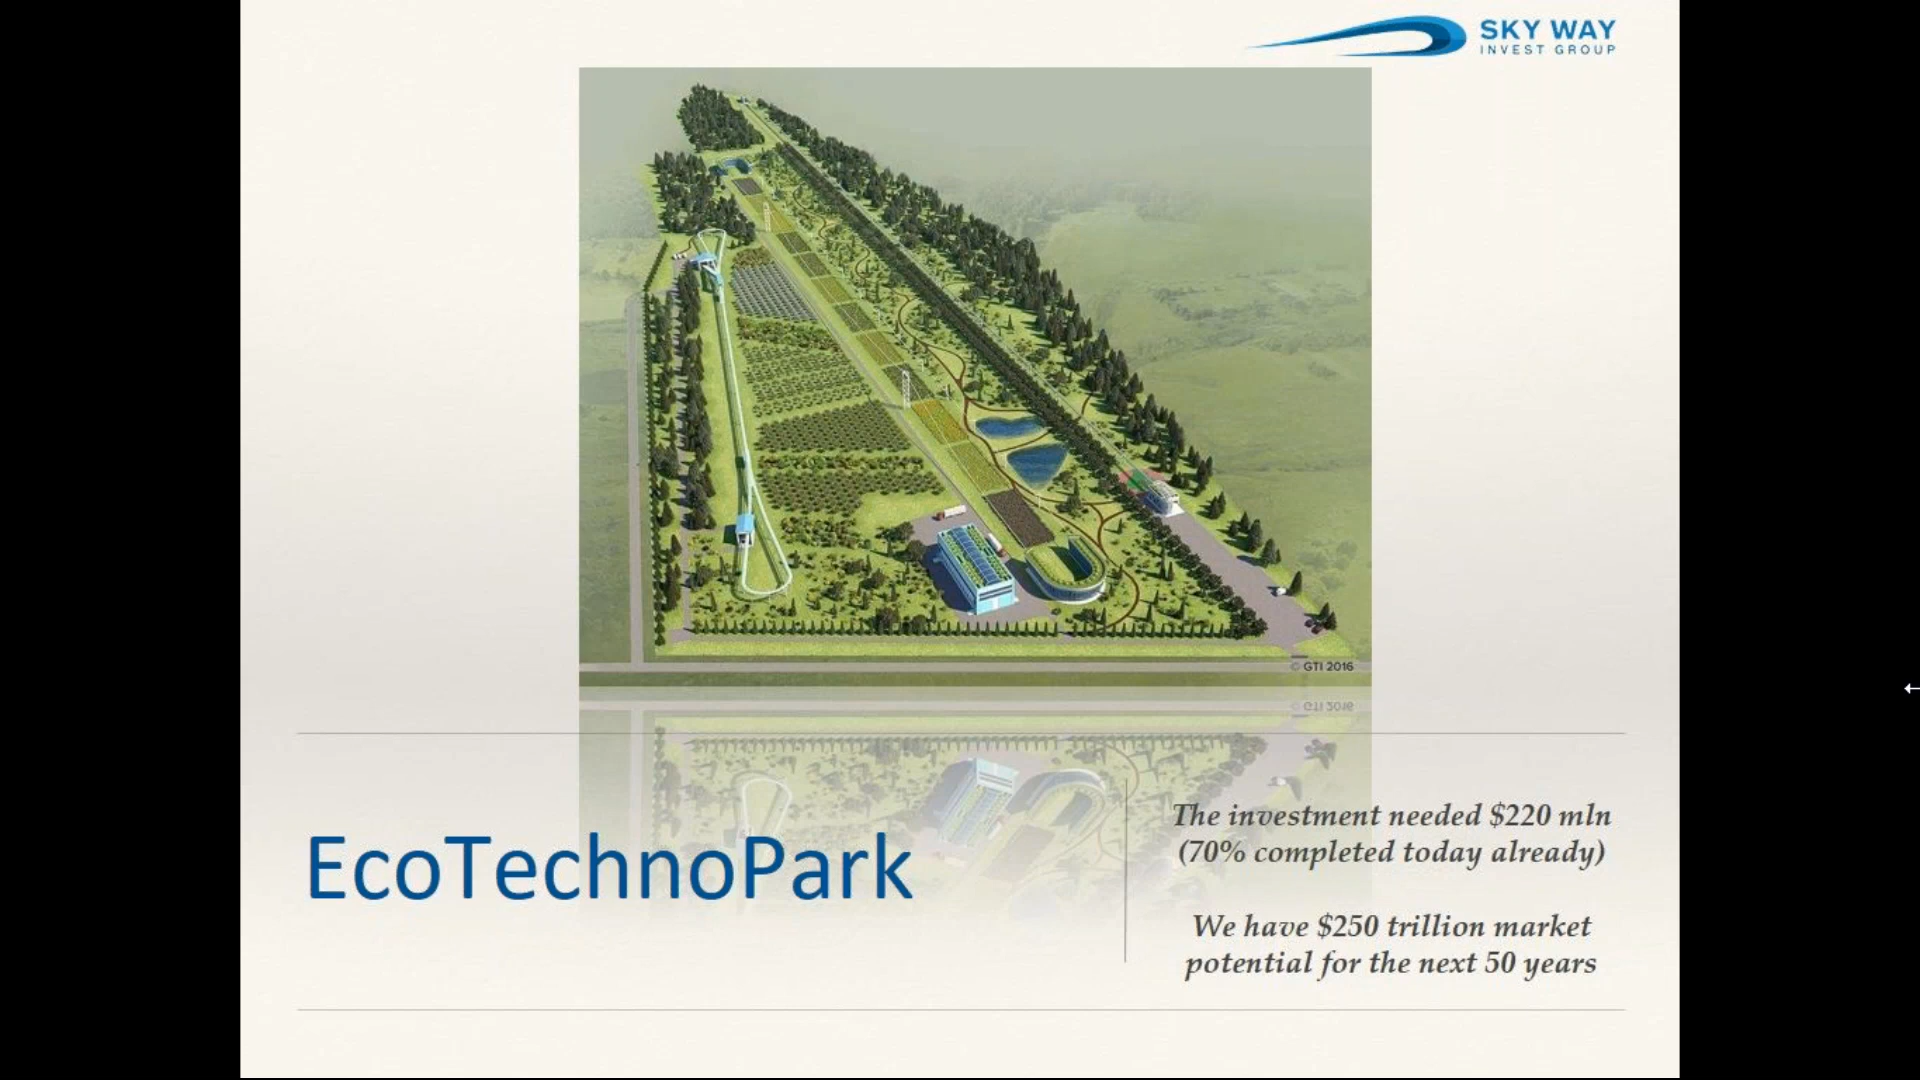 SKY WAY
INVEST GROUP
© GTI 2016
EcoTechnoPark
The investment needed $220 mln
(70% completed today already)
We have $250 trillion market
potential for the next 50 years